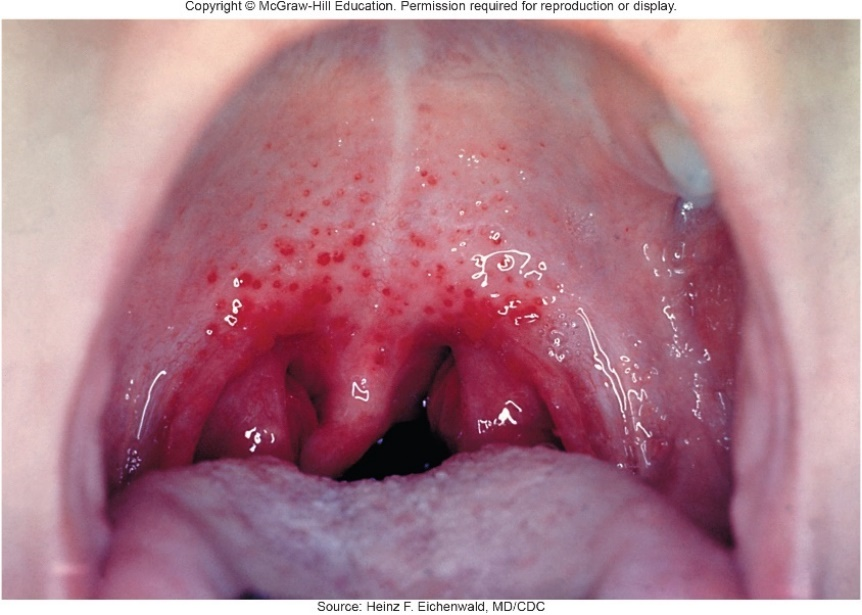 Copyright © McGraw-Hill Education. Permission required for reproduction or display.
Source: Heinz F. Eichenwald, MD/CDC